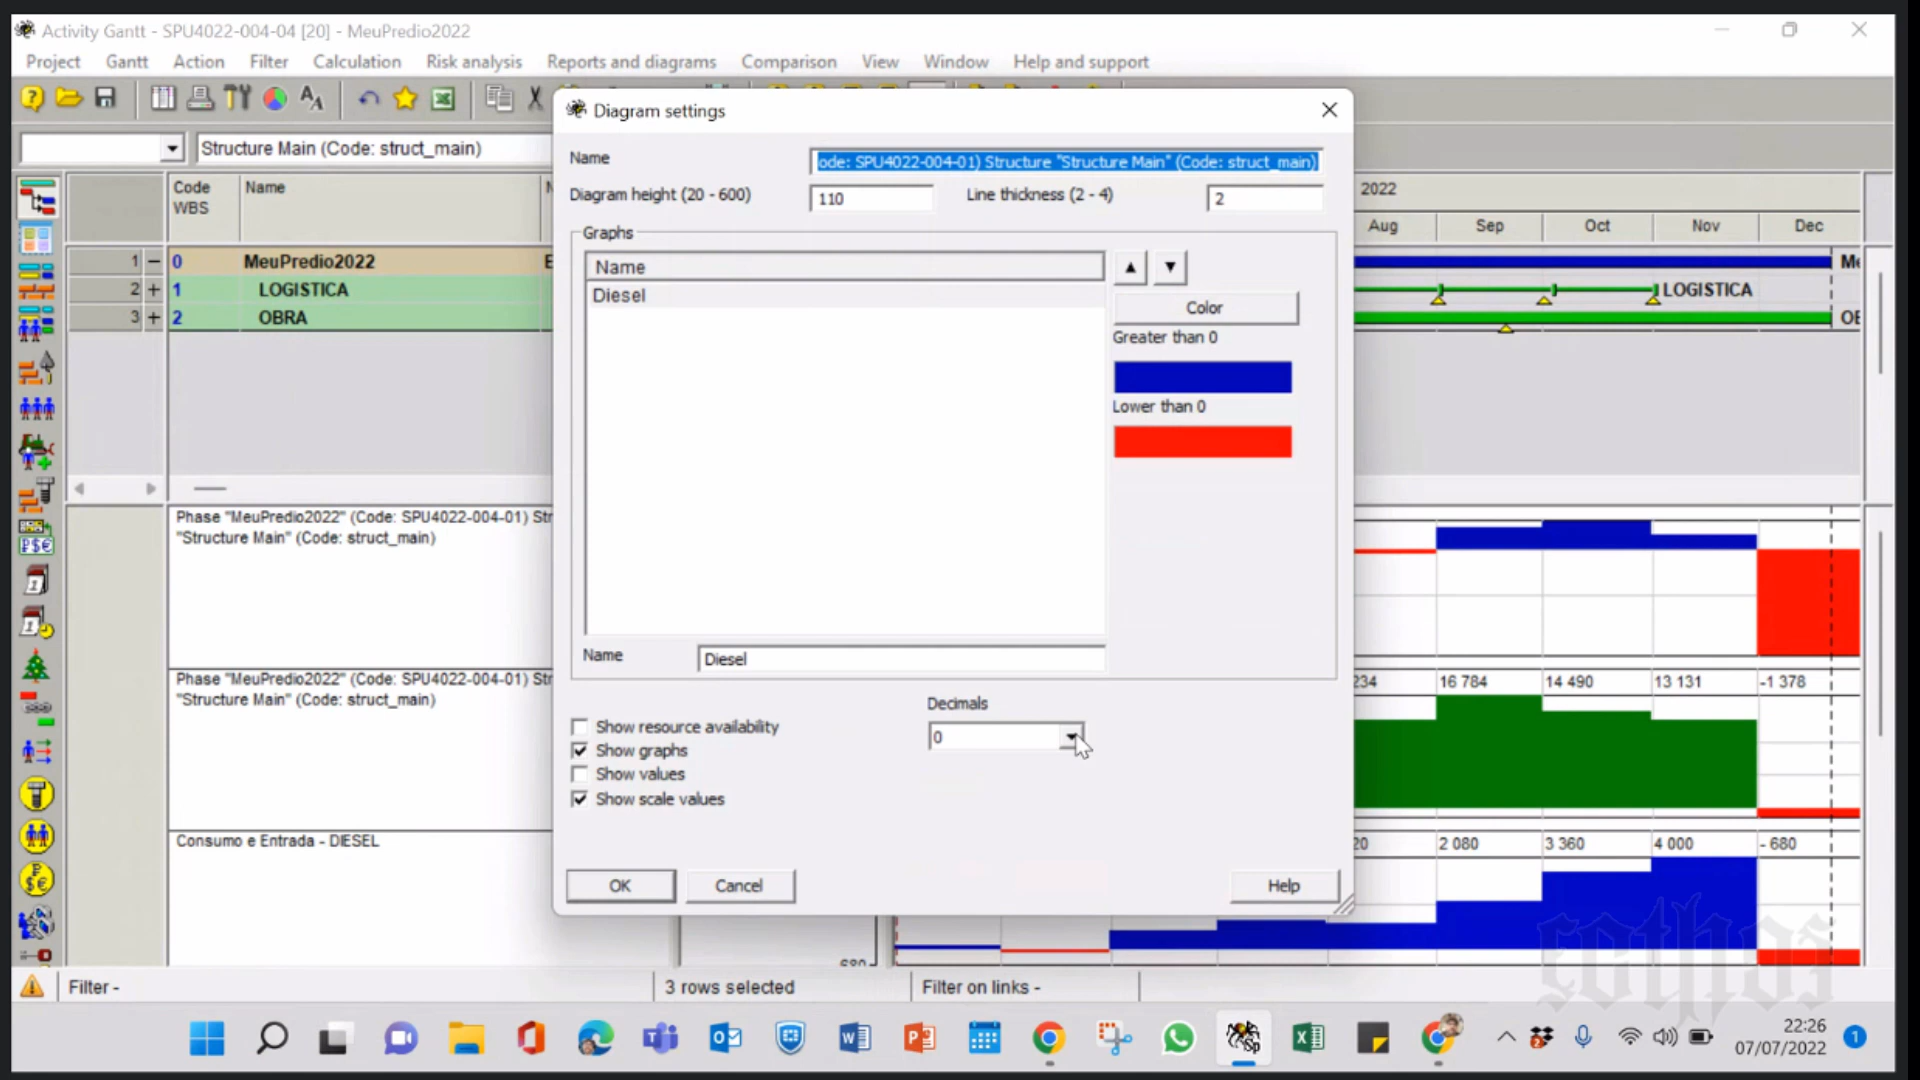 Activity Gantt - SPU4022-004-04 [20] - MeuPredio2022
Project Gantt Action Filter Calculation Risk analysis Reports and diagrams Comparison View Window Help and support
Structure Main (Code: struct_main)
Diagram settings
Name ode: SPU4022-004-01) Structure "Structure Main" (Code: struct_main)
Diagram height (20 - 600) 110 Line thickness (2 - 4) 2
Graphs
Name
Diesel
Color
Greater than 0
Lower than 0
Name Diesel
Decimals
0
Show resource availability
Show graphs
Show values
Show scale values
OK Cancel Help
Code
WBS
Name
2022
Aug Sep Oct Nov Dec
1 0 MeuPredio2022
2 1 LOGISTICA LOGISTICA
3 2 OBRA
Phase "MeuPredio2022" (Code: SPU4022-004-01) Str
"Structure Main" (Code: struct_main)
Phase "MeuPredio2022" (Code: SPU4022-004-01) Str
"Structure Main" (Code: struct_main)
234 16 784 14 490 13 131 -1 378
Consumo e Entrada - DIESEL
20 2 080 3 360 4 000 - 680
Filter - 3 rows selected Filter on links -
sothos
22:26
07/07/2022
1